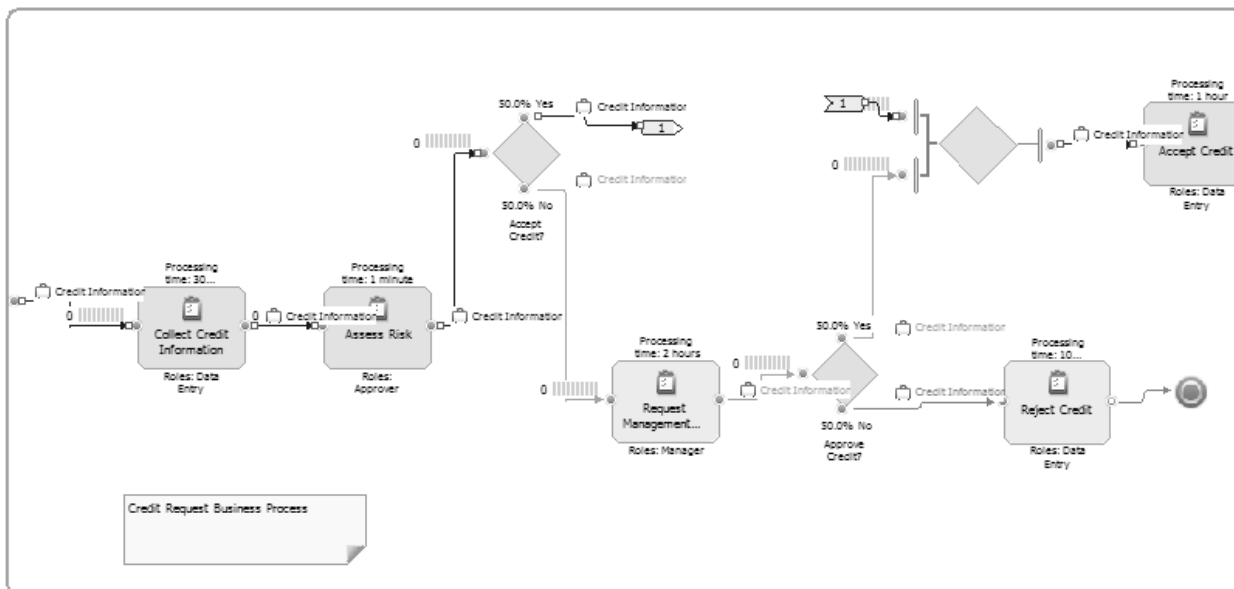 Processing
time: 1 hour
50.0% Yes
Credit Information
1
1
Credit Information
Accept Credit
Roles: Data
Entry
0
0
Credit Information
50.0% No
Accept
Credit?
Processing
time: 30...
Processing
time: 1 minute
Credit Information
0
Collect Credit
Information
0
Credit Information
Assess Risk
Credit Information
Roles: Data
Entry
Roles:
Approver
50.0% Yes
Credit Information
Processing
time: 2 hours
0
Processing
time: 10...
0
Request
Management...
Credit Information
Credit Information
Reject Credit
50.0% No
Approve
Credit?
Roles: Manager
Roles: Data
Entry
Credit Request Business Process